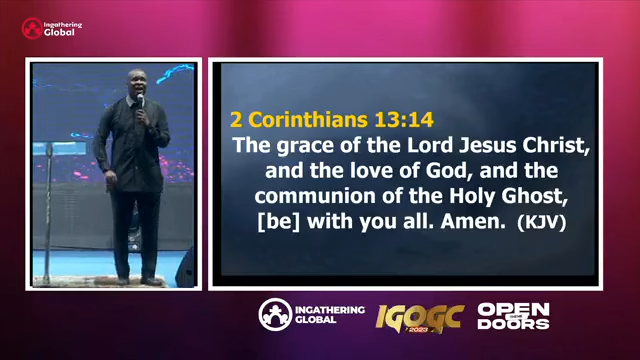 Ingathering
Global
2 Corinthians 13:14
The grace of the Lord Jesus Christ,
and the love of God, and the
communion of the Holy Ghost,
[be] with you all. Amen. (KJV)
INGATHERING
GLOBAL
IGOGC
2023
OPEN
DOORS